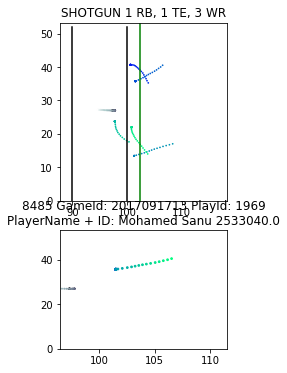 SHOTGUN 1 RB, 1 TE, 3 WR
50
40
30
20
10
0
90 100 110
8485 GameId: 2017091713 PlayId: 1969
PlayerName + ID: Mohamed Sanu 2533040.0
40
20
0
100 105 110